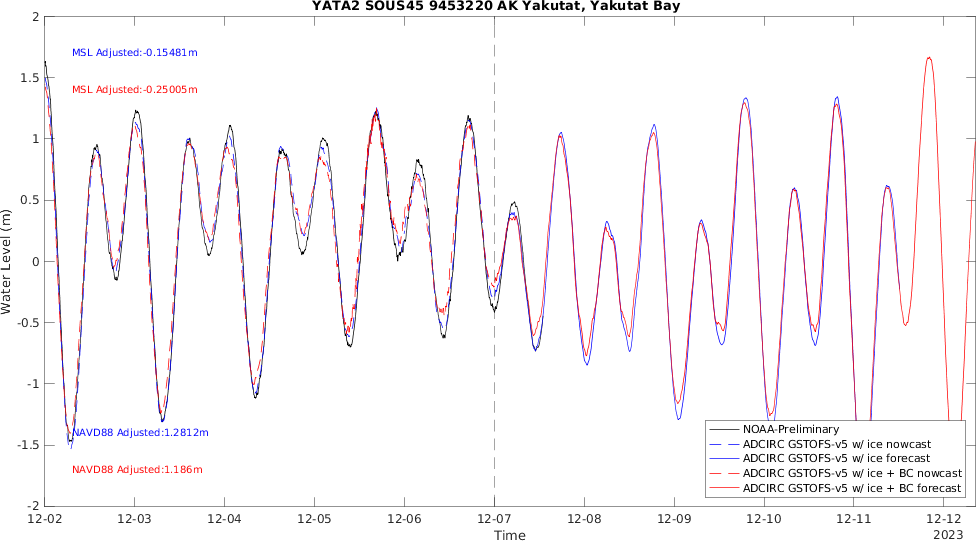 YATA2 SOUS45 9453220 AK Yakutat, Yakutat Bay
2
1.5
1
0.5
0
-0.5
-1
-1.5
-2
Water Level (m)
MSL Adjusted:-0.15481m
MSL Adjusted:-0.25005m
NAVD88 Adjusted:1.2812m
NAVD88 Adjusted:1.186m
NOAA-Preliminary
ADCIRC GSTOFS-v5 w/ ice nowcast
ADCIRC GSTOFS-v5 w/ ice forecast
ADCIRC GSTOFS-v5 w/ ice + BC nowcast
ADCIRC GSTOFS-v5 w/ ice + BC forecast
12-02 12-03 12-04 12-05 12-06 12-07 12-08 12-09 12-10 12-11 12-12
Time 2023